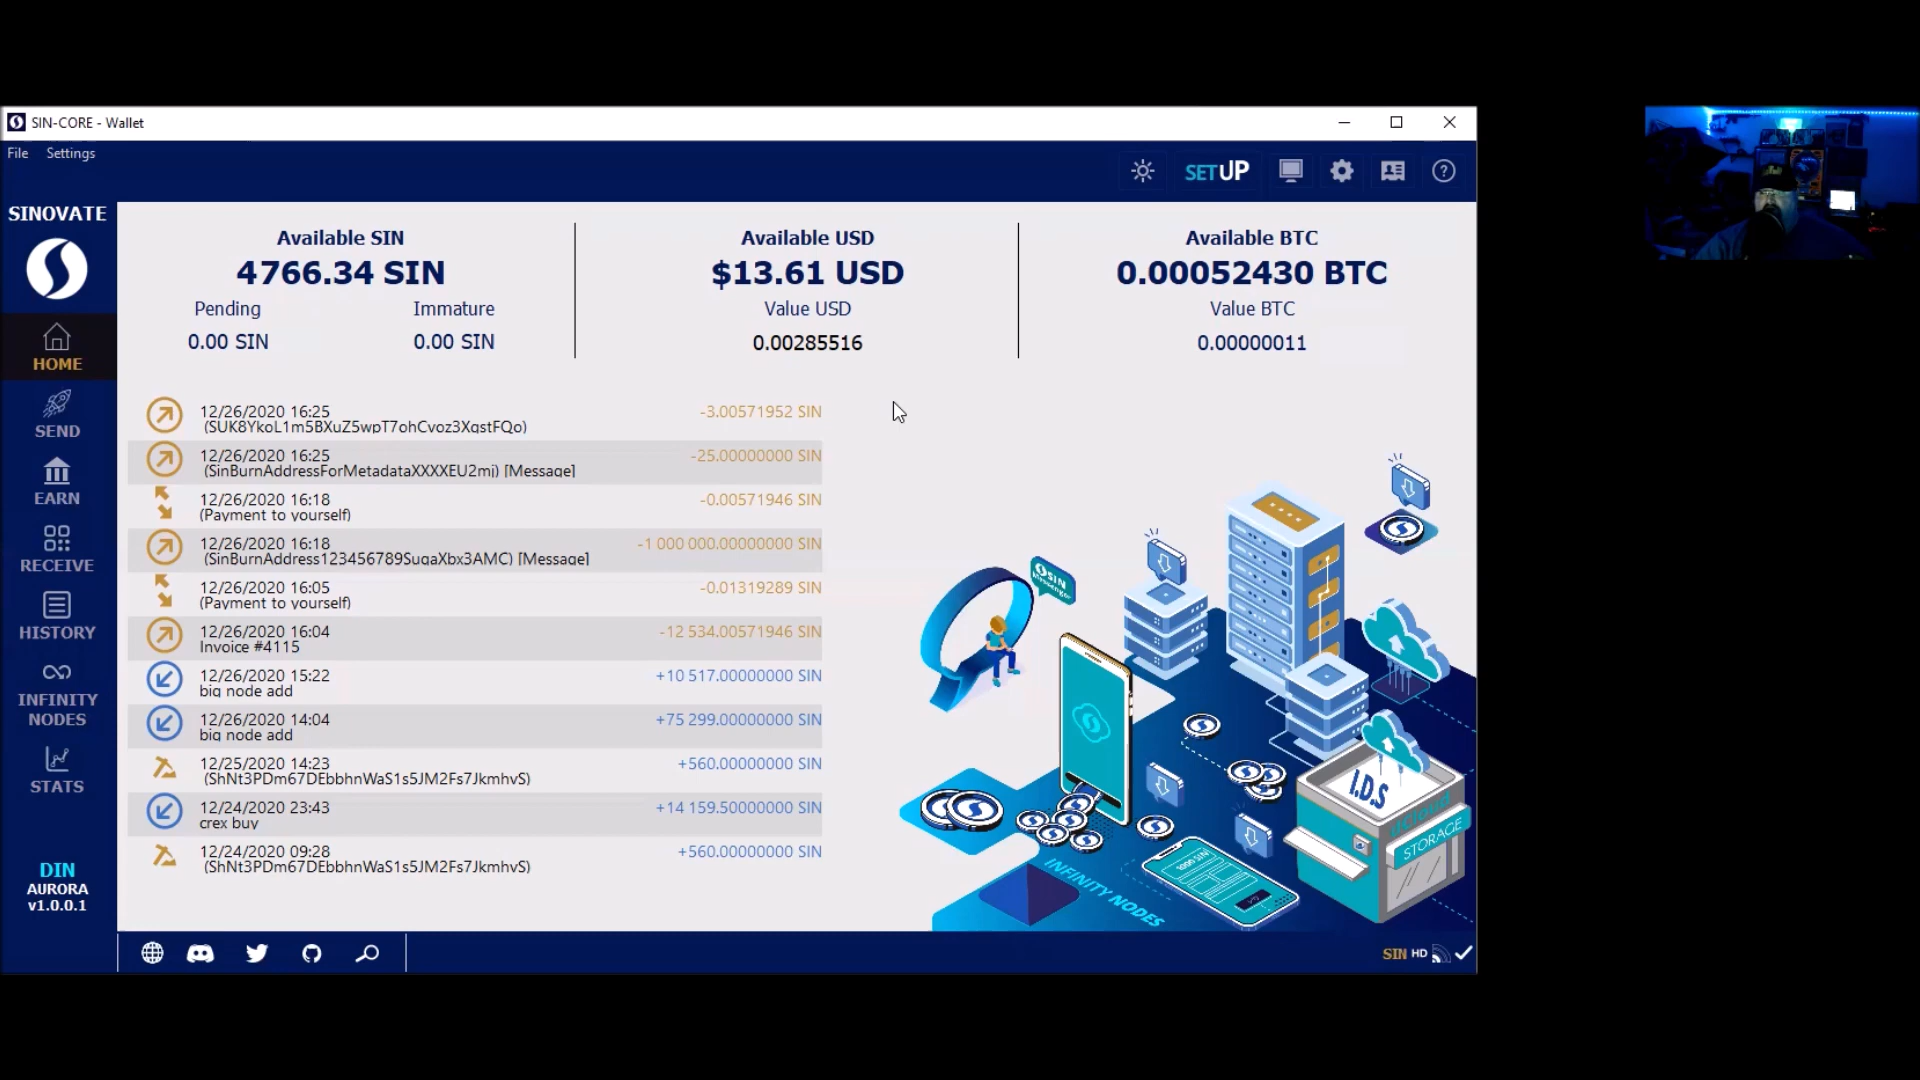 SIN-CORE - Wallet
File Settings
SETUP
SINOVATE
Available SIN
4766.34 SIN
Pending Immature
0.00 SIN 0.00 SIN
Available USD
$13.61 USD
Value USD
0.00285516
Available BTC
0.00052430 BTC
Value BTC
0.00000011
HOME
SEND
EARN
RECEIVE
HISTORY
INFINITY
NODES
STATS
DIN
AURORA
v1.0.0.1
12/26/2020 16:25 -3.00571952 SIN
(SUK8YkoL1m5BXuZ5wpT7ohCvoz3XqstFQo)
12/26/2020 16:25 -25.00000000 SIN
(SinBurnAddressForMetadataXXXXEU2mj) [Message]
12/26/2020 16:18 -0.00571946 SIN
(Payment to yourself)
12/26/2020 16:18 -1 000 000.00000000 SIN
(SinBurnAddress123456789SuqaXbx3AMC) [Message]
12/26/2020 16:05 -0.01319289 SIN
(Payment to yourself)
12/26/2020 16:04 -12 534.00571946 SIN
Invoice #4115
12/26/2020 15:22 +10 517.00000000 SIN
big node add
12/26/2020 14:04 +75 299.00000000 SIN
big node add
12/25/2020 14:23 +560.00000000 SIN
(ShNt3PDm67DEbbhnWaS1s5JM2Fs7JkmhvS)
12/24/2020 23:43 +14 159.50000000 SIN
crex buy
12/24/2020 09:28 +560.00000000 SIN
(ShNt3PDm67DEbbhnWaS1s5JM2Fs7JkmhvS)
SIN
Messenger
I.D.S
dCloud
STORAGE
INFINITY NODES
SIN HD